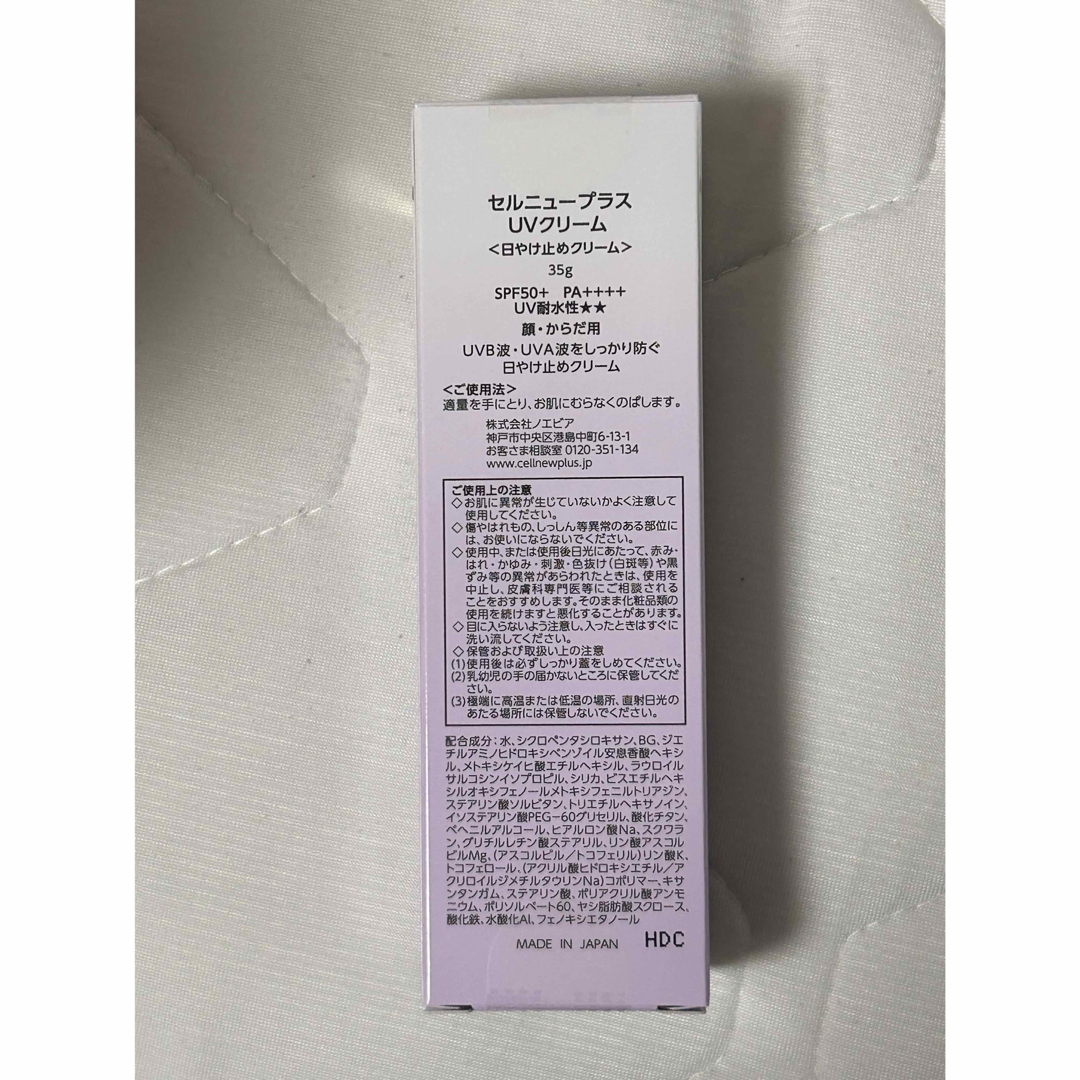 セルニュープラス
UVクリーム
＜日やけ止めクリーム＞
35g
SPF50+ PA++++
UV耐水性★★
顔・からだ用
UVB波・UVA波をしっかり防ぐ
日やけ止めクリーム
＜ご使用法＞
適量を手にとり、お肌にむらなくのばします。
株式会社ノエビア
神戸市中央区港島中町6-13-1
お客さま相談室 0120-351-134
www.cellnewplus.jp
ご使用上の注意
◇お肌に異常が生じていないかよく注意して
使用してください。
◇傷やはれもの、しっしん等異常のある部位に
は、お使いにならないでください。
◇使用中、または使用後日光にあたって、赤み・
はれ・かゆみ・刺激・色抜け（白斑等）や黒
ずみ等の異常があらわれたときは、使用を
中止し、皮膚科専門医等にご相談される
ことをおすすめします。そのまま化粧品類の
使用を続けますと悪化することがあります。
◇目に入らないよう注意し、入ったときはすぐに
洗い流してください。
◇保管および取扱い上の注意
(1)使用後は必ずしっかり蓋をしめてください。
(2)乳幼児の手の届かないところに保管してくだ
さい。
(3)極端に高温または低温の場所、直射日光の
あたる場所には保管しないでください。
配合成分：水、シクロペンタシロキサン、BG、ジエ
チルアミノヒドロキシベンゾイル安息香酸ヘキシ
ル、メトキシケイヒ酸エチルヘキシル、ラウロイル
サルコシンイソプロピル、シリカ、ビスエチルヘキ
シルオキシフェノールメトキシフェニルトリアジン、
ステアリン酸ソルビタン、トリエチルヘキサノイン、
イソステアリン酸PEG－60グリセリル、酸化チタン、
ベヘニルアルコール、ヒアルロン酸Na、スクワラ
ン、グリチルレチン酸ステアリル、リン酸アスコル
ビルMg、（アスコルビル／トコフェリル）リン酸K、
トコフェロール、（アクリル酸ヒドロキシエチル／ア
クリロイルジメチルタウリンNa）コポリマー、キサ
ンタンガム、ステアリン酸、ポリアクリル酸アンモ
ニウム、ポリソルベート60、ヤシ脂肪酸スクロース、
酸化鉄、水酸化Al、フェノキシエタノール
MADE IN JAPAN HDC